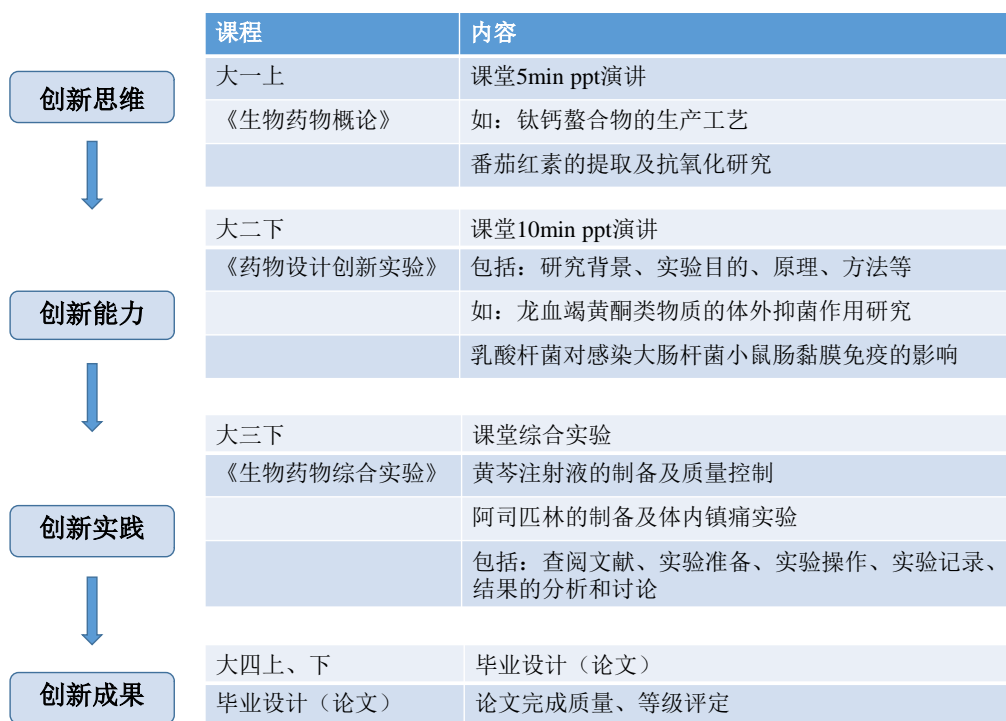 课程 内容
创新思维
大一上 课堂5min ppt演讲
《生物药物概论》 如：钛钙螯合物的生产工艺
番茄红素的提取及抗氧化研究
创新能力
大二下 课堂10min ppt演讲
《药物设计创新实验》 包括：研究背景、实验目的、原理、方法等
如：龙血竭黄酮类物质的体外抑菌作用研究
乳酸杆菌对感染大肠杆菌小鼠肠黏膜免疫的影响
创新实践
大三下 课堂综合实验
《生物药物综合实验》 黄芩注射液的制备及质量控制
阿司匹林的制备及体内镇痛实验
包括：查阅文献、实验准备、实验操作、实验记录、
结果的分析和讨论
创新成果
大四上、下 毕业设计（论文）
毕业设计（论文） 论文完成质量、等级评定